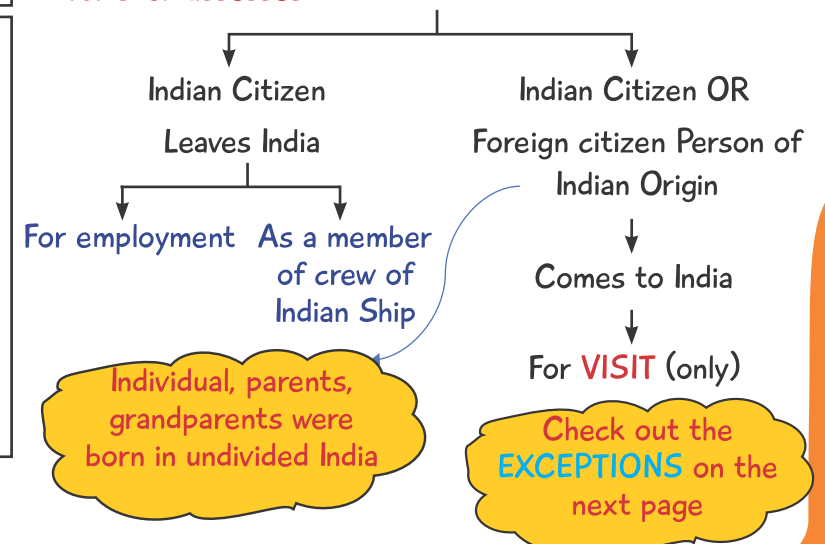 Indian Citizen
Leaves India
For employment
As a member
of crew of
Indian Ship
Individual, parents,
grandparents were
born in undivided India
Indian Citizen OR
Foreign citizen Person of
Indian Origin
Comes to India
For VISIT (only)
Check out the
EXCEPTIONS on the
next page